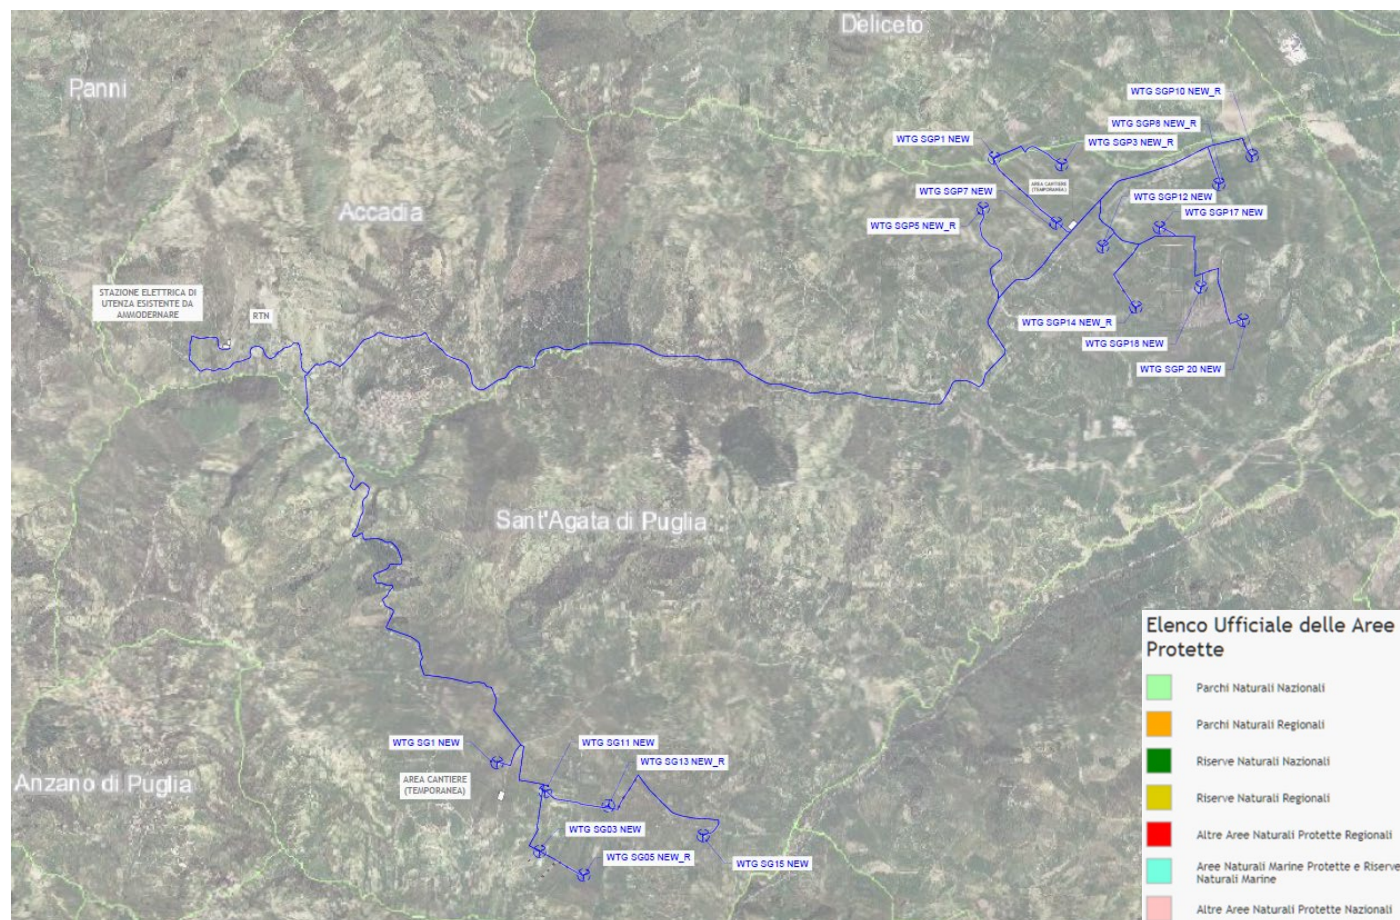 Deliceto
Panni
WTG SGP10 NEW_R
WTG SGP8 NEW_R
WTG SGP1 NEW
WTG SGP3 NEW_R
AREA CANTIERE
(TEMPORANEA)
WTG SGP7 NEW
WTG SGP12 NEW
WTG SGP17 NEW
Accadia
WTG SGP5 NEW_R
STAZIONE ELETTRICA DI
UTENZA ESISTENTE DA
AMMODERNARE
RTN
WTG SGP14 NEW_R
WTG SGP18 NEW
WTG SGP 20 NEW
Sant'Agata di Puglia
WTG SG1 NEW
WTG SG11 NEW
WTG SG13 NEW_R
AREA CANTIERE
(TEMPORANEA)
Anzano di Puglia
WTG SG03 NEW
WTG SG05 NEW_R
WTG SG15 NEW
Elenco Ufficiale delle Aree
Protette
Parchi Naturali Nazionali
Parchi Naturali Regionali
Riserve Naturali Nazionali
Riserve Naturali Regionali
Altre Aree Naturali Protette Regionali
Aree Naturali Marine Protette e Riserve
Naturali Marine
Altre Aree Naturali Protette Nazionali